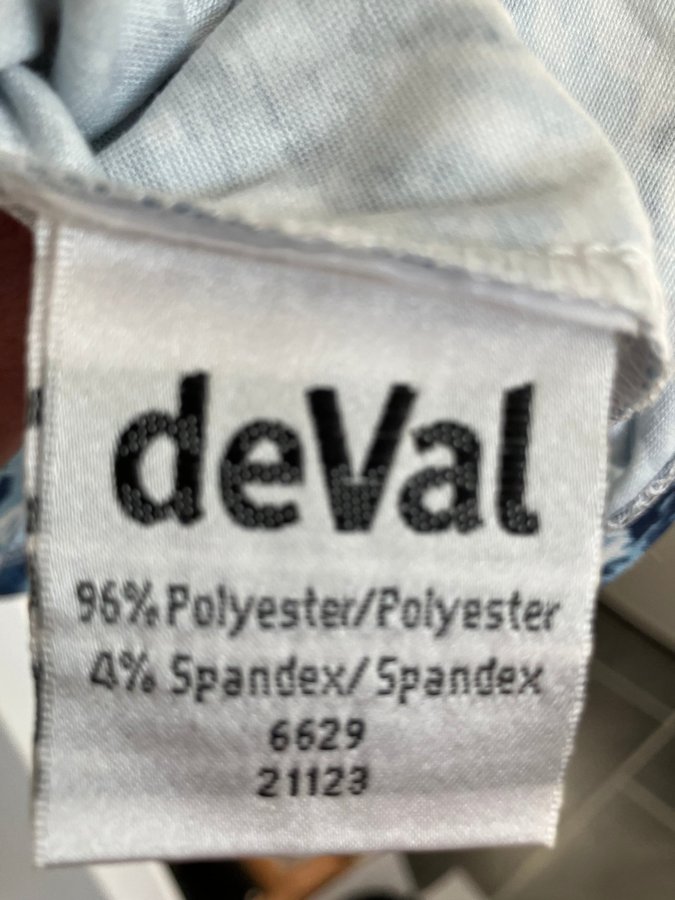 deVal
96% Polyester/Polyester
4% Spandex/Spandex
6629
21123